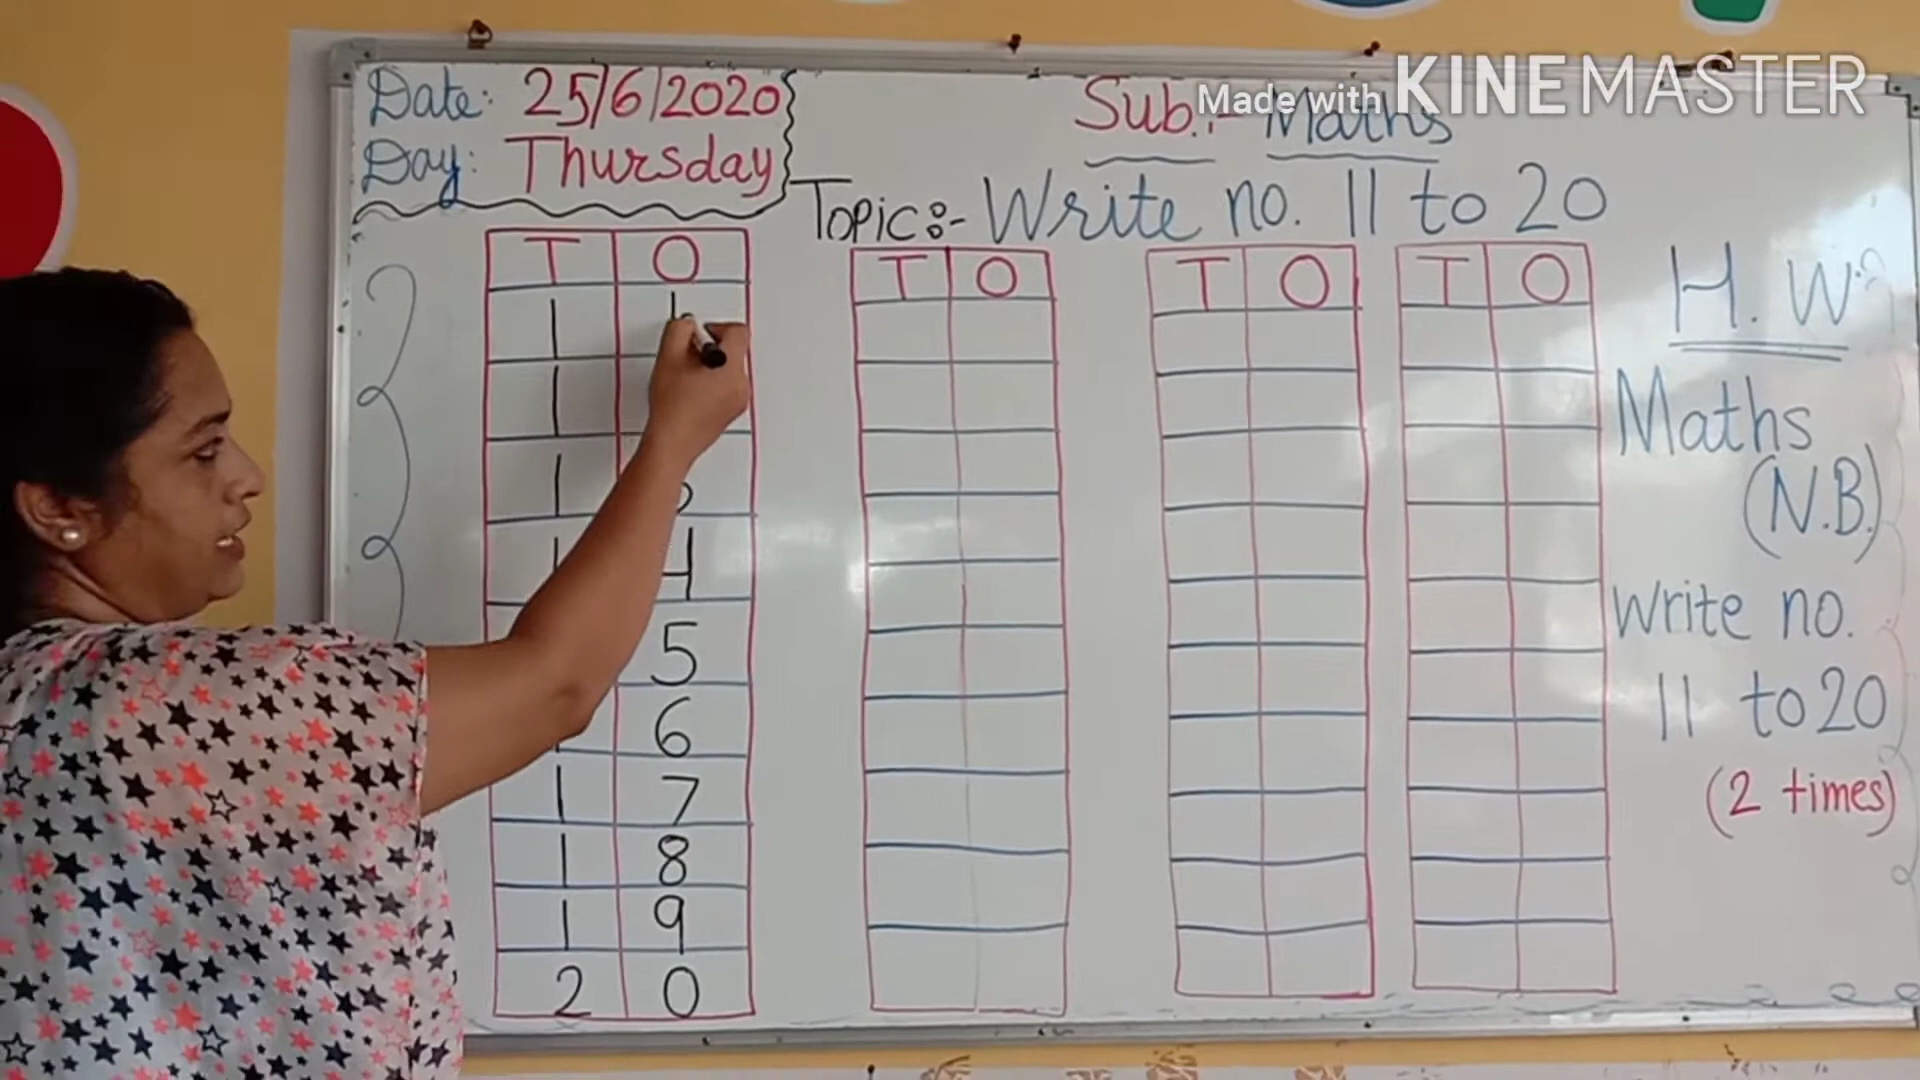 Date: 25/6/2020
Day: Thursday
Sub.:- Maths
Made with KINEMASTER
Topic:- Write no. 11 to 20
T O
1 1
1
1 3
1 4
5
1 6
1 7
1 8
1 9
2 0
T O
T O
T O
H.W:
Maths
(N.B.)
Write no.
11 to 20
(2 times)